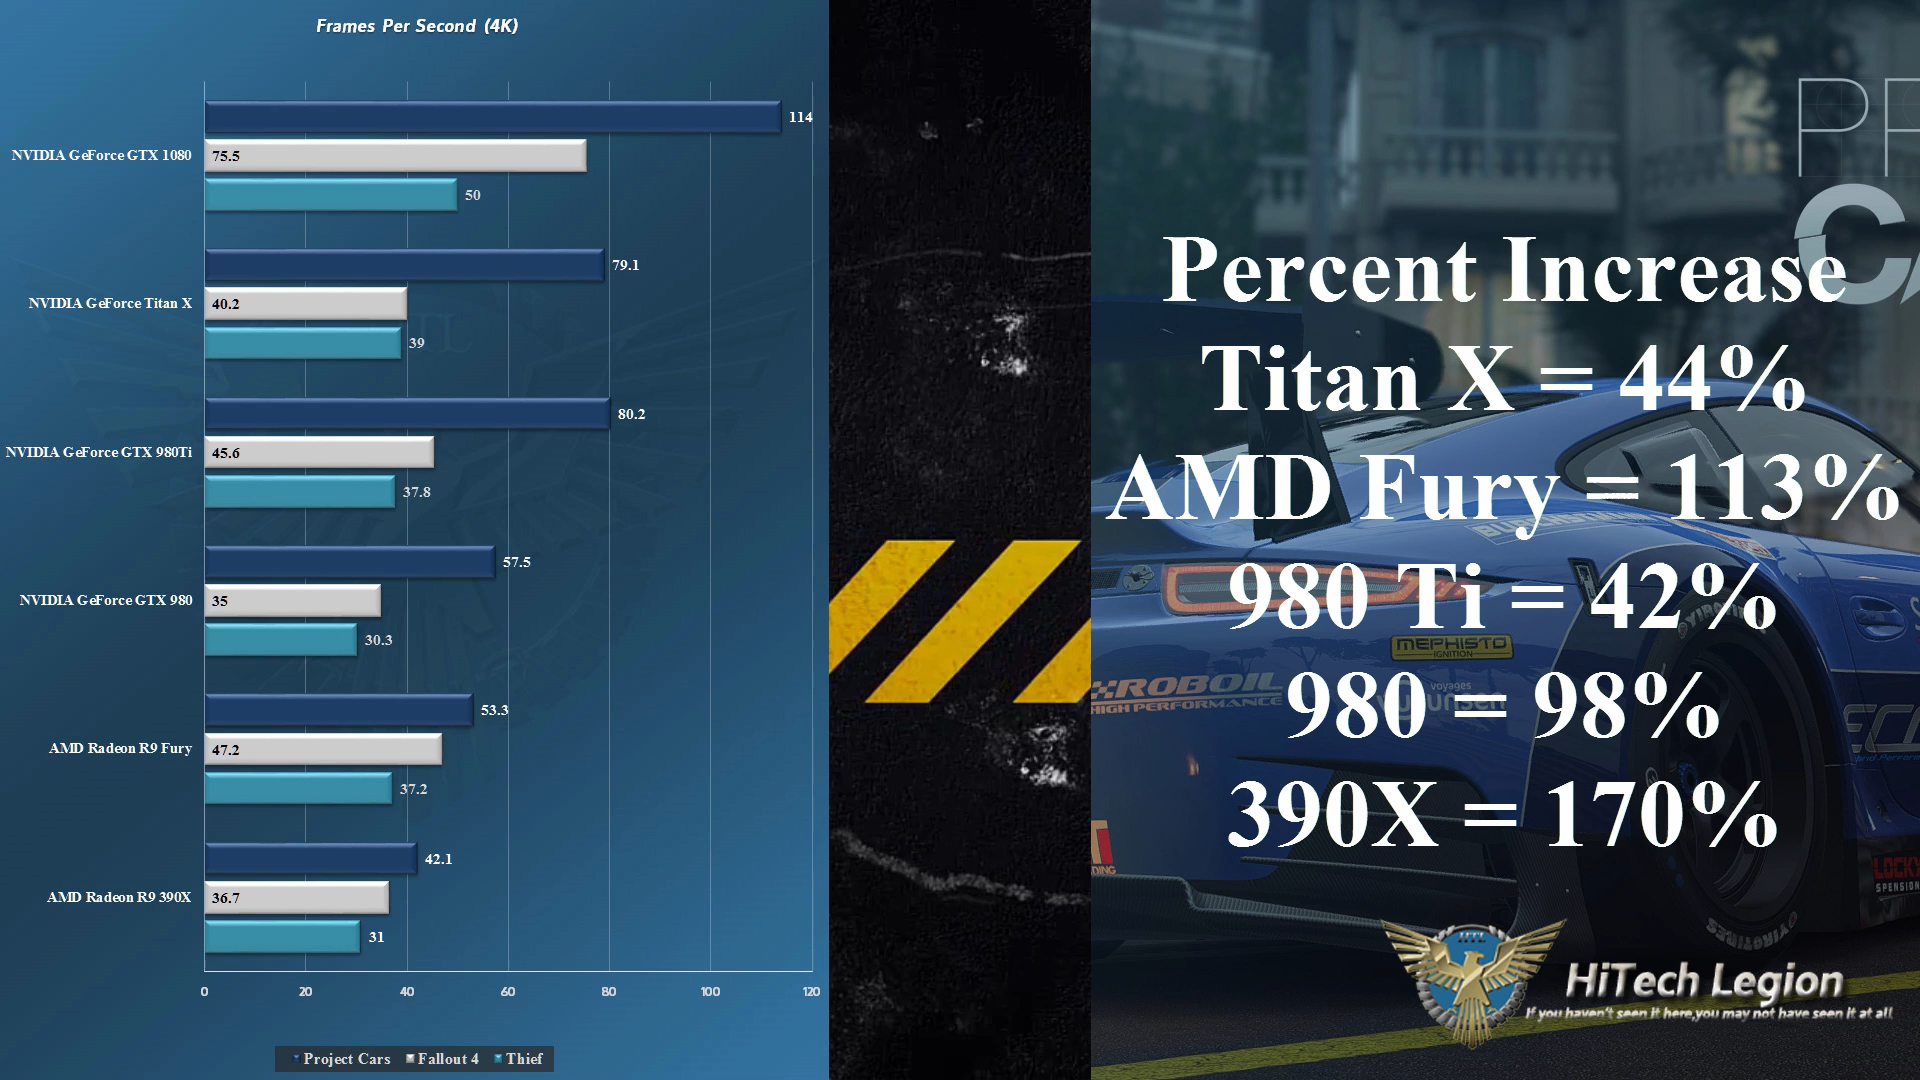 Frames Per Second (4K)
NVIDIA GeForce GTX 1080
114
75.5
50
NVIDIA GeForce Titan X
79.1
40.2
39
NVIDIA GeForce GTX 980Ti
80.2
45.6
37.8
NVIDIA GeForce GTX 980
57.5
35
30.3
AMD Radeon R9 Fury
53.3
47.2
37.2
AMD Radeon R9 390X
42.1
36.7
31
0 20 40 60 80 100 120
Project Cars Fallout 4 Thief
Percent Increase
Titan X = 44%
AMD Fury = 113%
980 Ti = 42%
980 = 98%
390X = 170%
MEPHISTO
IGNITION
ROBOIL
HIGH PERFORMANCE
voyages
HiTech Legion
If you haven't seen it here,you may not have seen it at all